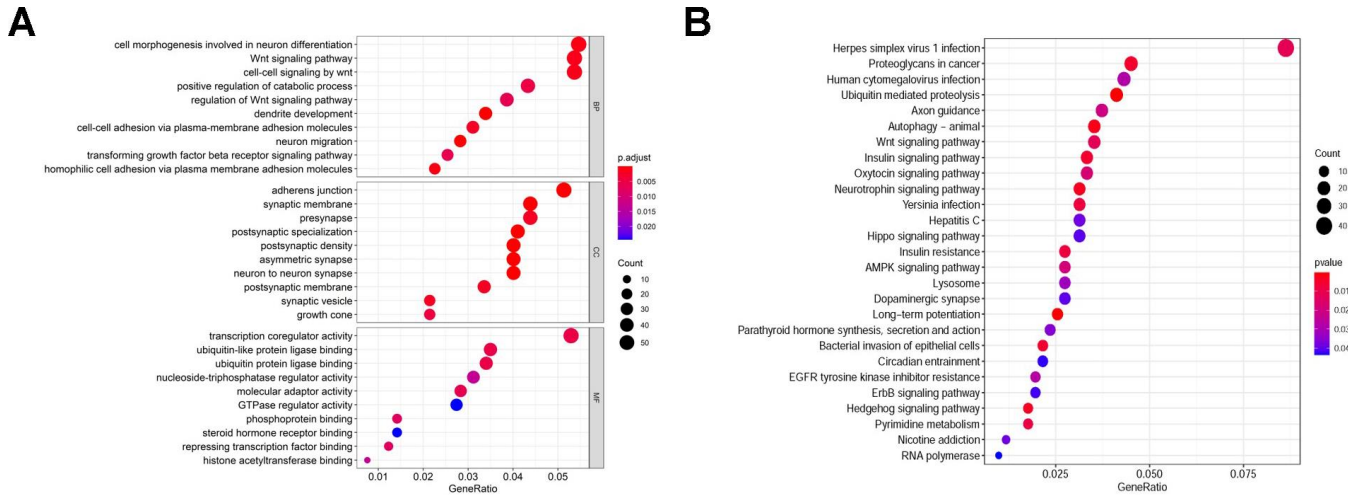 A
cell morphogenesis involved in neuron differentiation
Wnt signaling pathway
cell-cell signaling by wnt
positive regulation of catabolic process
regulation of Wnt signaling pathway
dendrite development
cell-cell adhesion via plasma-membrane adhesion molecules
neuron migration
transforming growth factor beta receptor signaling pathway
homophilic cell adhesion via plasma membrane adhesion molecules
BP
adherens junction
synaptic membrane
presynapse
postsynaptic specialization
postsynaptic density
asymmetric synapse
neuron to neuron synapse
postsynaptic membrane
synaptic vesicle
growth cone
CC
transcription coregulator activity
ubiquitin-like protein ligase binding
ubiquitin protein ligase binding
nucleoside-triphosphatase regulator activity
molecular adaptor activity
GTPase regulator activity
phosphoprotein binding
steroid hormone receptor binding
repressing transcription factor binding
histone acetyltransferase binding
MF
0.01 0.02 0.03 0.04 0.05
GeneRatio
p.adjust
0.005
0.010
0.015
0.020
Count
10
20
30
40
50
B
Herpes simplex virus 1 infection
Proteoglycans in cancer
Human cytomegalovirus infection
Ubiquitin mediated proteolysis
Axon guidance
Autophagy − animal
Wnt signaling pathway
Insulin signaling pathway
Oxytocin signaling pathway
Neurotrophin signaling pathway
Yersinia infection
Hepatitis C
Hippo signaling pathway
Insulin resistance
AMPK signaling pathway
Lysosome
Dopaminergic synapse
Long−term potentiation
Parathyroid hormone synthesis, secretion and action
Bacterial invasion of epithelial cells
Circadian entrainment
EGFR tyrosine kinase inhibitor resistance
ErbB signaling pathway
Hedgehog signaling pathway
Pyrimidine metabolism
Nicotine addiction
RNA polymerase
0.025 0.050 0.075
GeneRatio
Count
10
20
30
40
pvalue
0.01
0.02
0.03
0.04